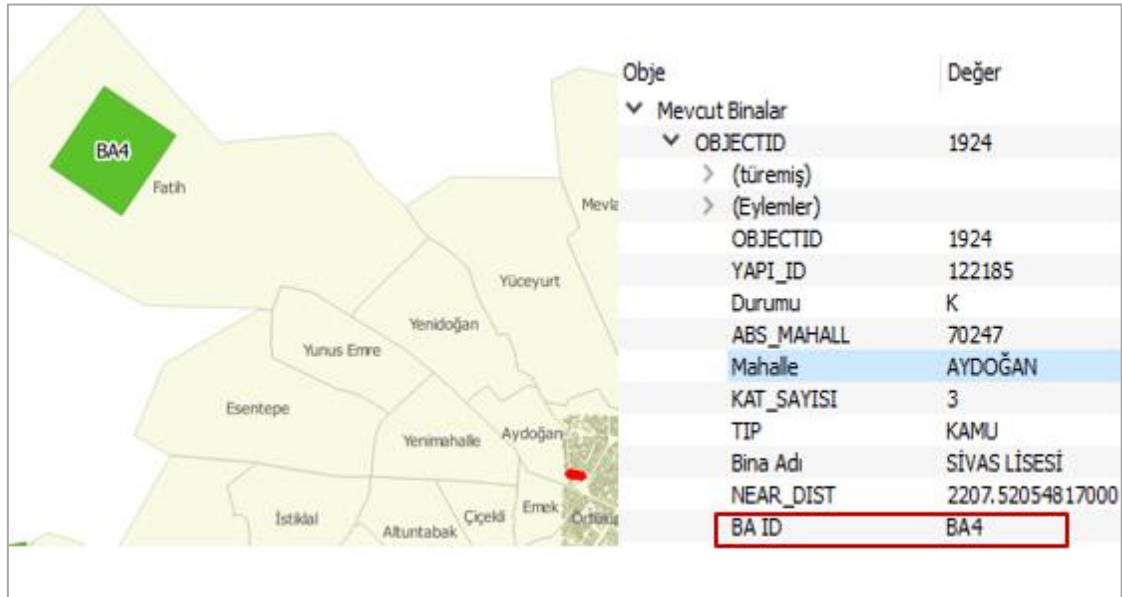 BA4
Fatih
Mevla
Yüceyurt
Yenidoğan
Yunus Emre
Esentepe
Yenimahalle
Aydoğan
İstiklal
Altuntabak
Çiçekli
Emek
Obje Değer
Mevcut Binalar
OBJECTID 1924
(türemiş)
(Eylemler)
OBJECTID 1924
YAPI_ID 122185
Durumu K
ABS_MAHALL 70247
Mahalle AYDOĞAN
KAT_SAYISI 3
TIP KAMU
Bina Adı SİVAS LİSESİ
NEAR_DIST 2207.52054817000
BA ID BA4